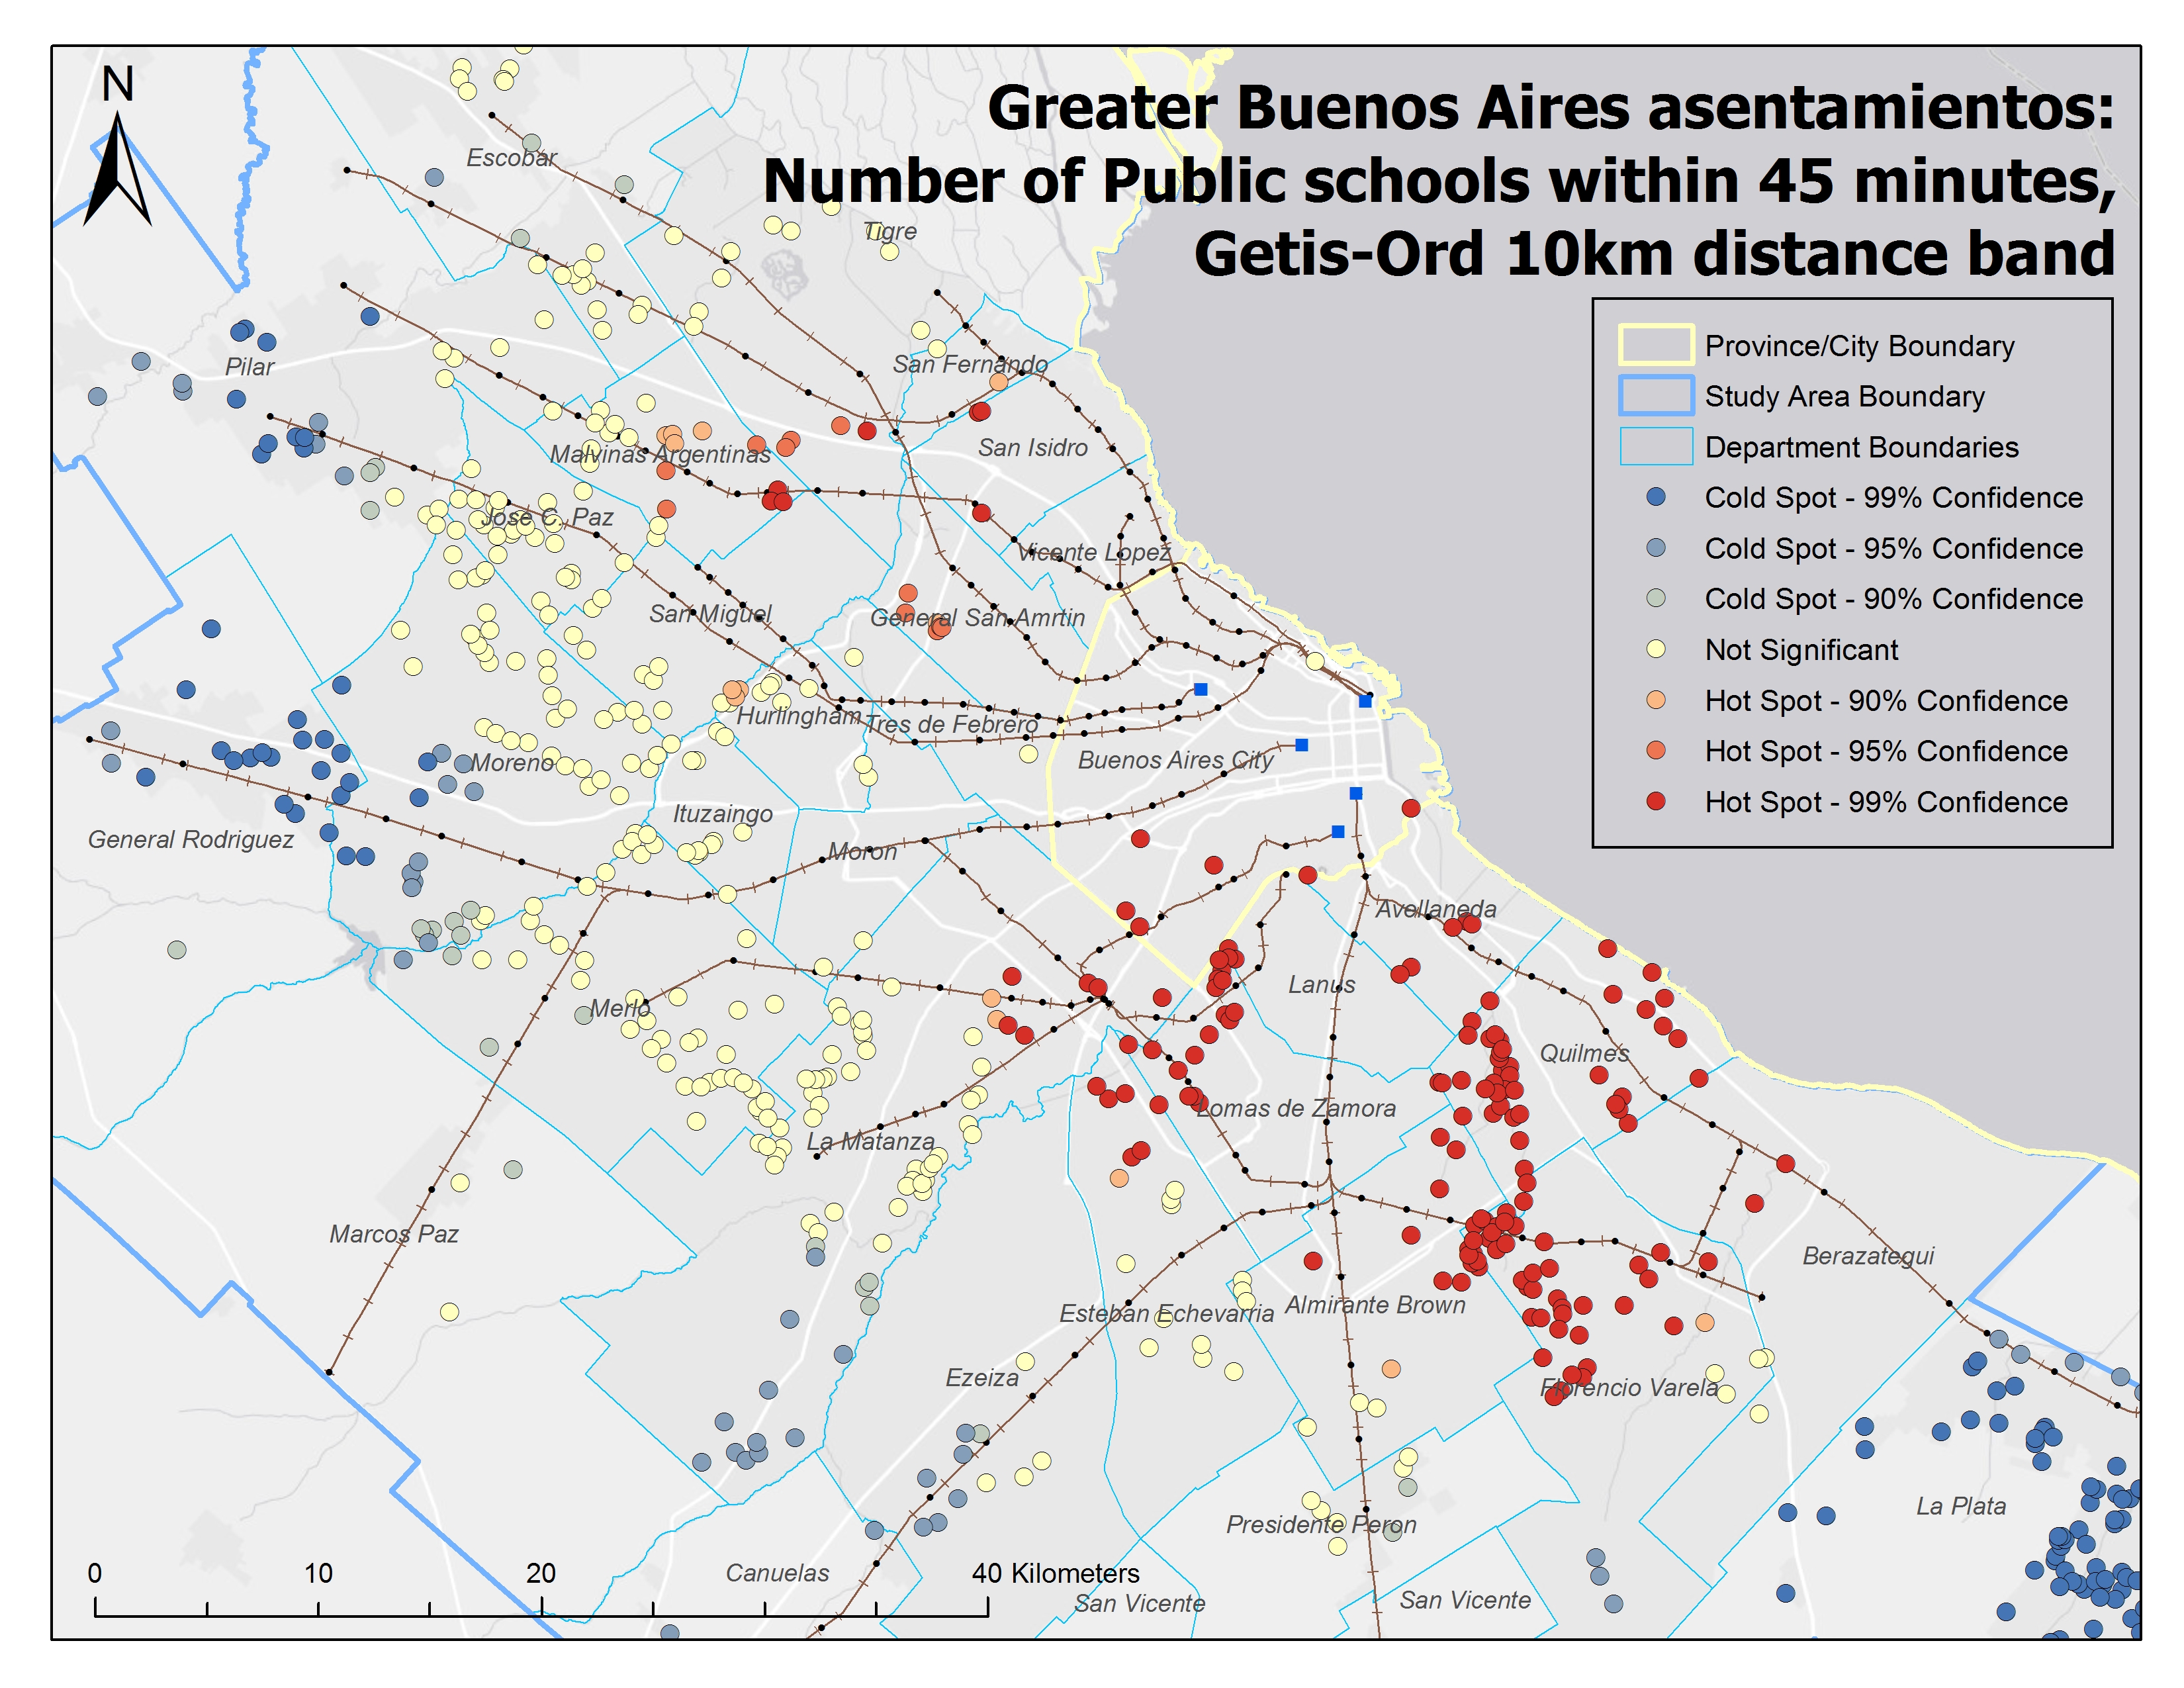 N
Greater Buenos Aires asentamientos:
Number of Public schools within 45 minutes,
Getis-Ord 10km distance band
Province/City Boundary
Study Area Boundary
Department Boundaries
Cold Spot - 99% Confidence
Cold Spot - 95% Confidence
Cold Spot - 90% Confidence
Not Significant
Hot Spot - 90% Confidence
Hot Spot - 95% Confidence
Hot Spot - 99% Confidence
Escobar
Tigre
Pilar
San Fernando
San Isidro
Malvinas Argentinas
Jose C. Paz
Vicente Lopez
San Miguel
General San Amrtin
Hurlingham
Tres de Febrero
Buenos Aires City
Moreno
Ituzaingo
General Rodriguez
Moron
Avellaneda
Lanus
Merlo
Quilmes
Lomas de Zamora
La Matanza
Marcos Paz
Berazategui
Esteban Echevarria
Almirante Brown
Ezeiza
Florencio Varela
La Plata
Presidente Peron
Canuelas
San Vicente
San Vicente
0 10 20 40 Kilometers